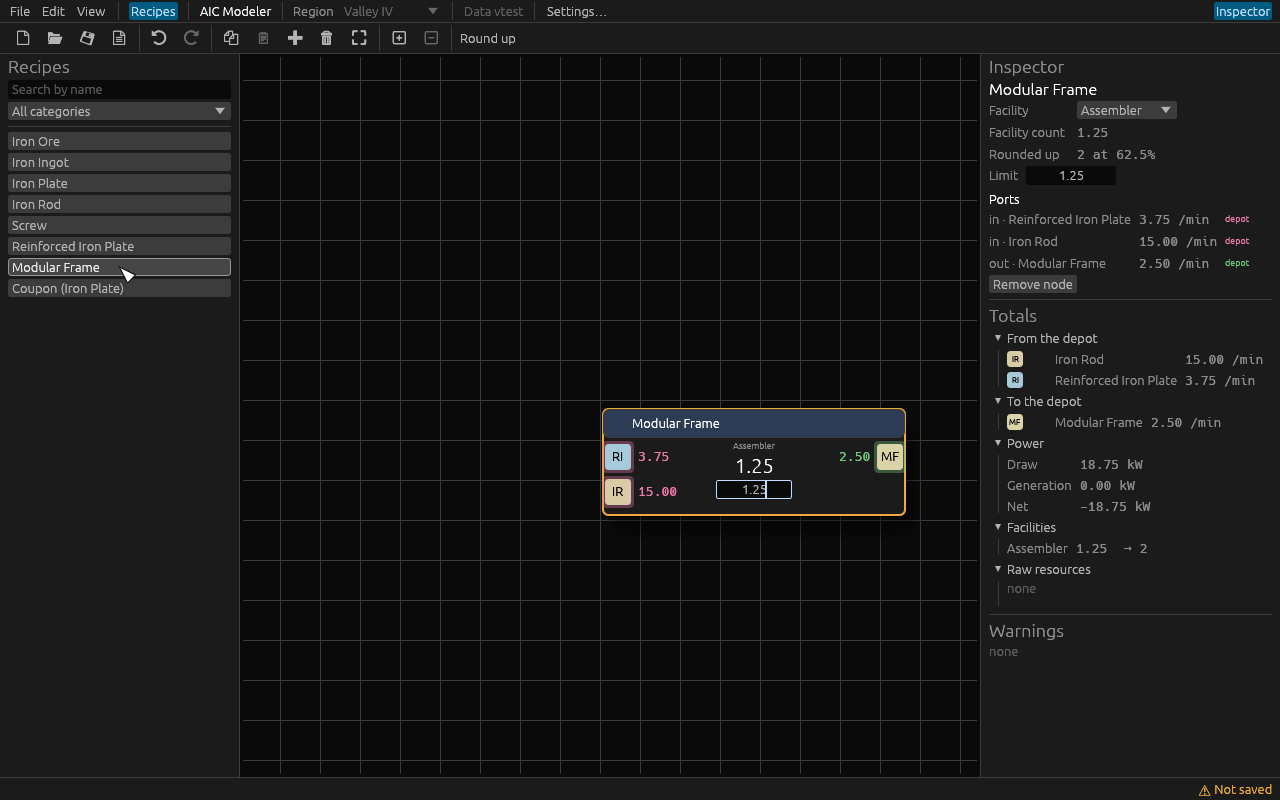 File Edit View Recipes AIC Modeler Region Valley IV Data vtest Settings… Inspector
Round up
Recipes
Search by name
All categories
Iron Ore
Iron Ingot
Iron Plate
Iron Rod
Screw
Reinforced Iron Plate
Modular Frame
Coupon (Iron Plate)
Modular Frame
Assembler
RI 3.75 1.25 2.50 MF
IR 15.00 1.25
Inspector
Modular Frame
Facility Assembler
Facility count 1.25
Rounded up 2 at 62.5%
Limit 1.25
Ports
in · Reinforced Iron Plate 3.75 /min depot
in · Iron Rod 15.00 /min depot
out · Modular Frame 2.50 /min depot
Remove node
Totals
From the depot
IR Iron Rod 15.00 /min
RI Reinforced Iron Plate 3.75 /min
To the depot
MF Modular Frame 2.50 /min
Power
Draw 18.75 kW
Generation 0.00 kW
Net −18.75 kW
Facilities
Assembler 1.25 → 2
Raw resources
none
Warnings
none
⚠ Not saved